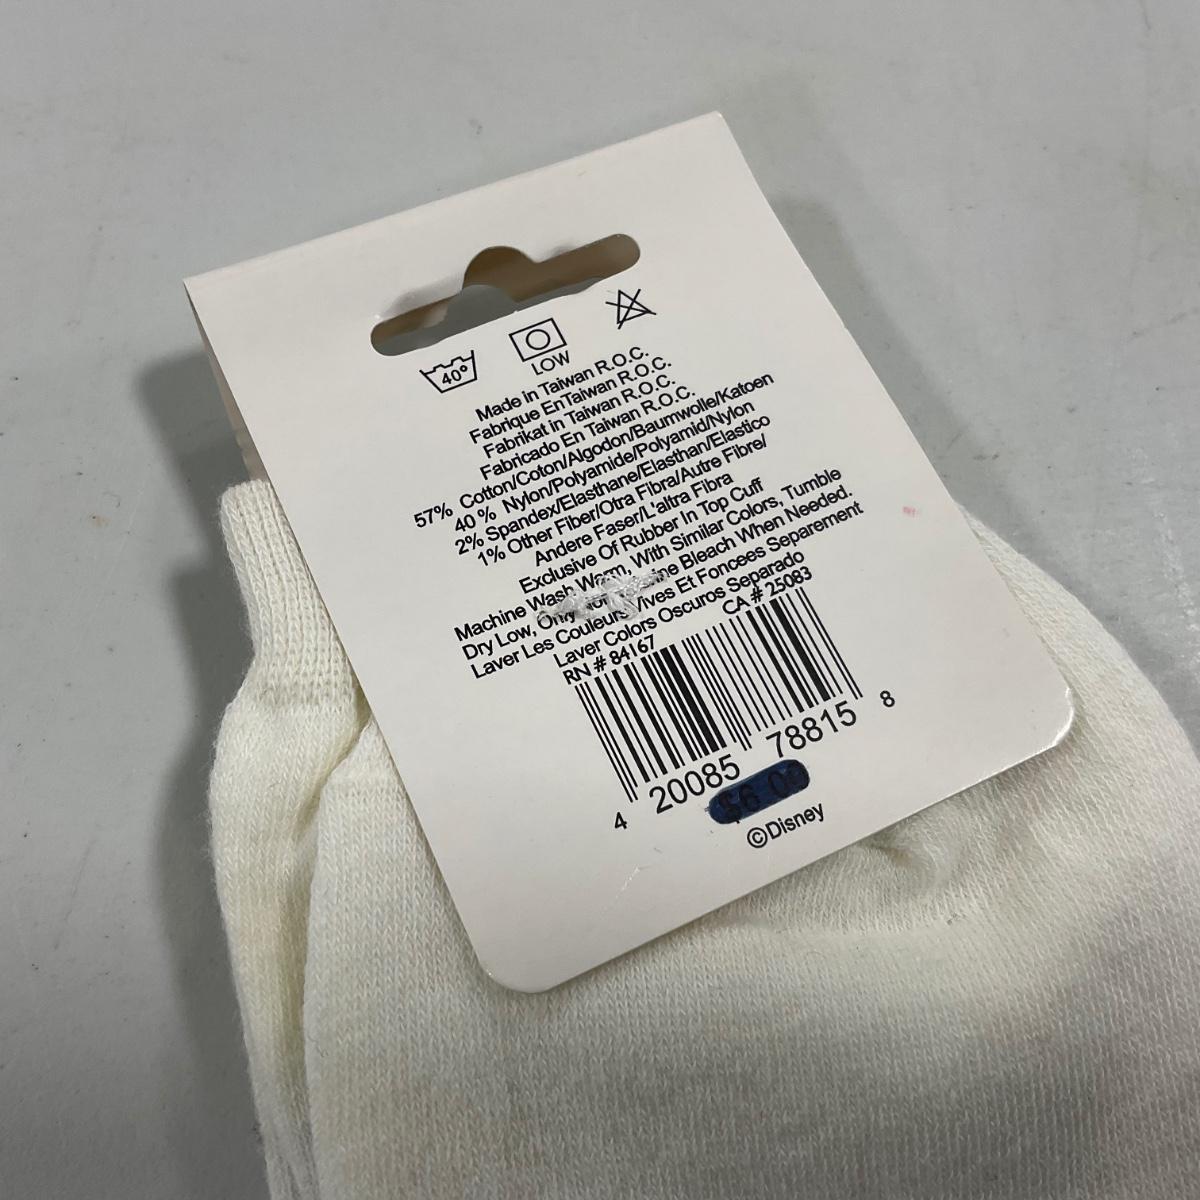 40°
LOW
Made in Taiwan R.O.C.
Fabrique EnTaiwan R.O.C.
Fabrikat in Taiwan R.O.C.
Fabricado En Taiwan R.O.C.
57% Cotton/Coton/Algodon/Baumwolle/Katoen
40 % Nylon/Polyamide/Polyamid/Nylon
2% Spandex/Elasthane/Elasthan/Elastico
1% Other Fiber/Otra Fibra/Autre Fibre/
Andere Faser/L'altra Fibra
Exclusive Of Rubber In Top Cuff
Machine Wash Warm, With Similar Colors, Tumble
Dry Low, Only Bleach When Needed.
Laver Les Couleurs Vives Et Foncees Separement
Laver Colors Oscuros Separado
RN # 84167 CA # 25083
4 20085 78815 8
$6.00
©Disney